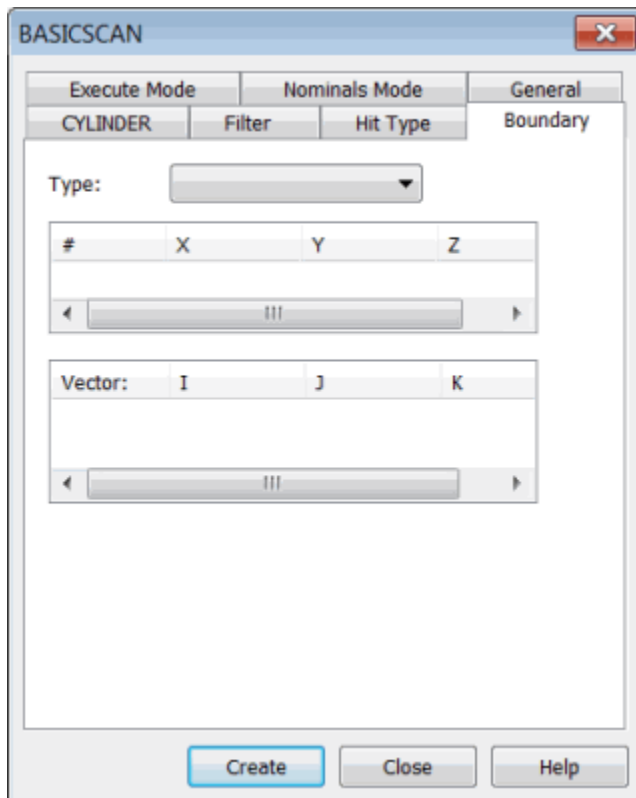 BASICSCAN
Execute Mode Nominals Mode General
CYLINDER Filter Hit Type Boundary
Type:
# X Y Z
Vector: I J K
Create Close Help